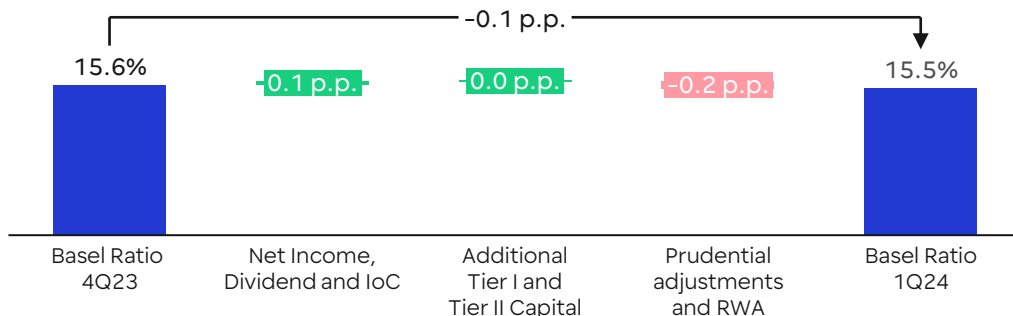 -0.1 p.p.
15.6%
0.1 p.p.
0.0 p.p.
-0.2 p.p.
15.5%
Basel Ratio
4Q23
Net Income,
Dividend and IoC
Additional
Tier I and
Tier II Capital
Prudential
adjustments
and RWA
Basel Ratio
1Q24